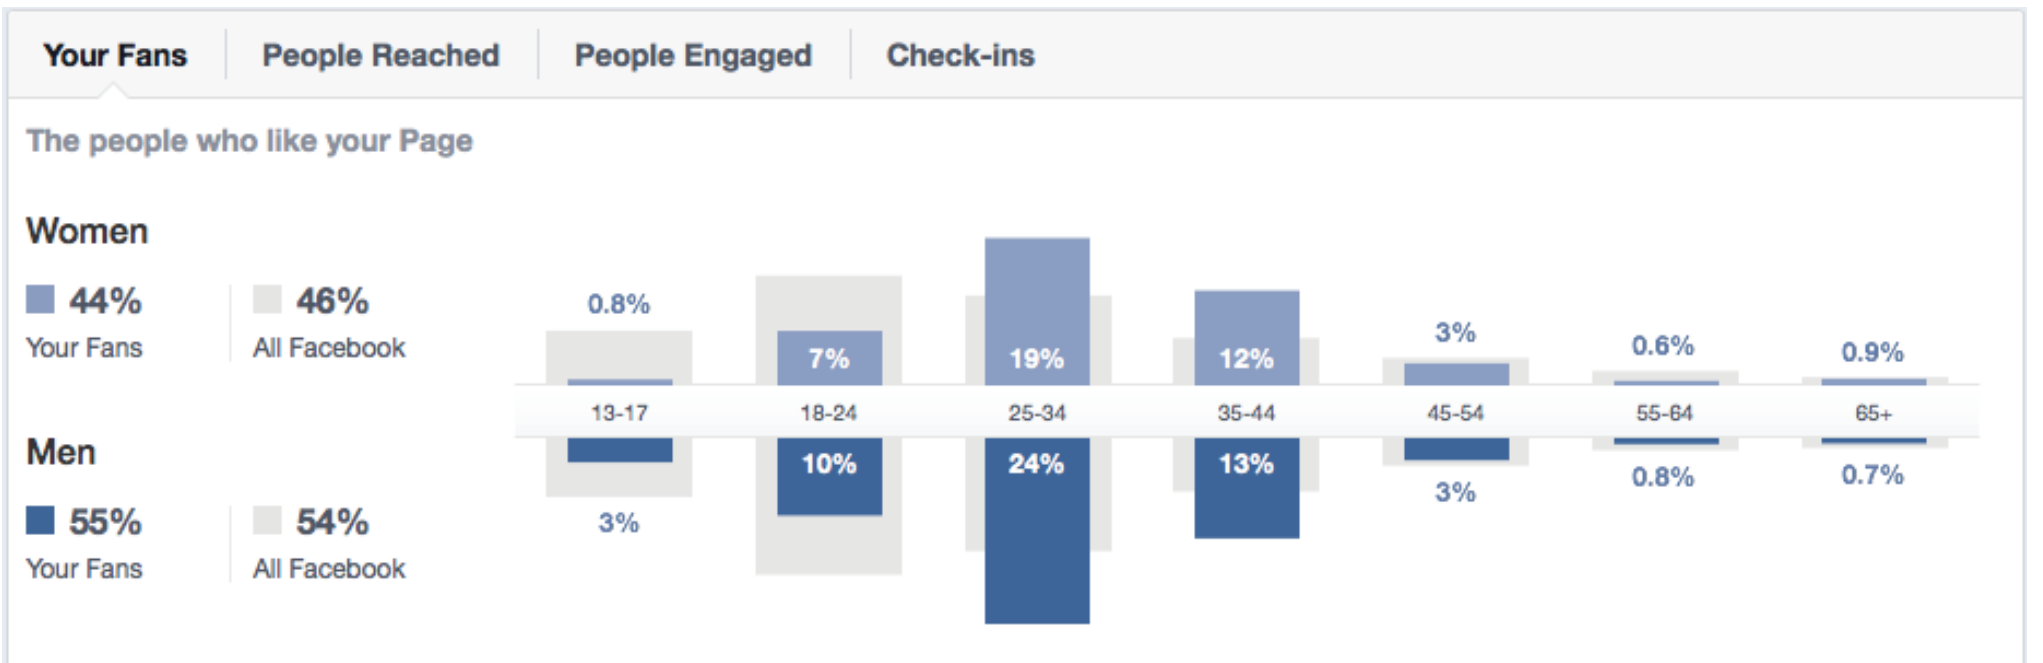 Your Fans People Reached People Engaged Check-ins
The people who like your Page
Women
44% 46%
Your Fans All Facebook
0.8% 7% 19% 12% 3% 0.6% 0.9%
13-17 18-24 25-34 35-44 45-54 55-64 65+
Men
55% 54%
Your Fans All Facebook
3% 10% 24% 13% 3% 0.8% 0.7%